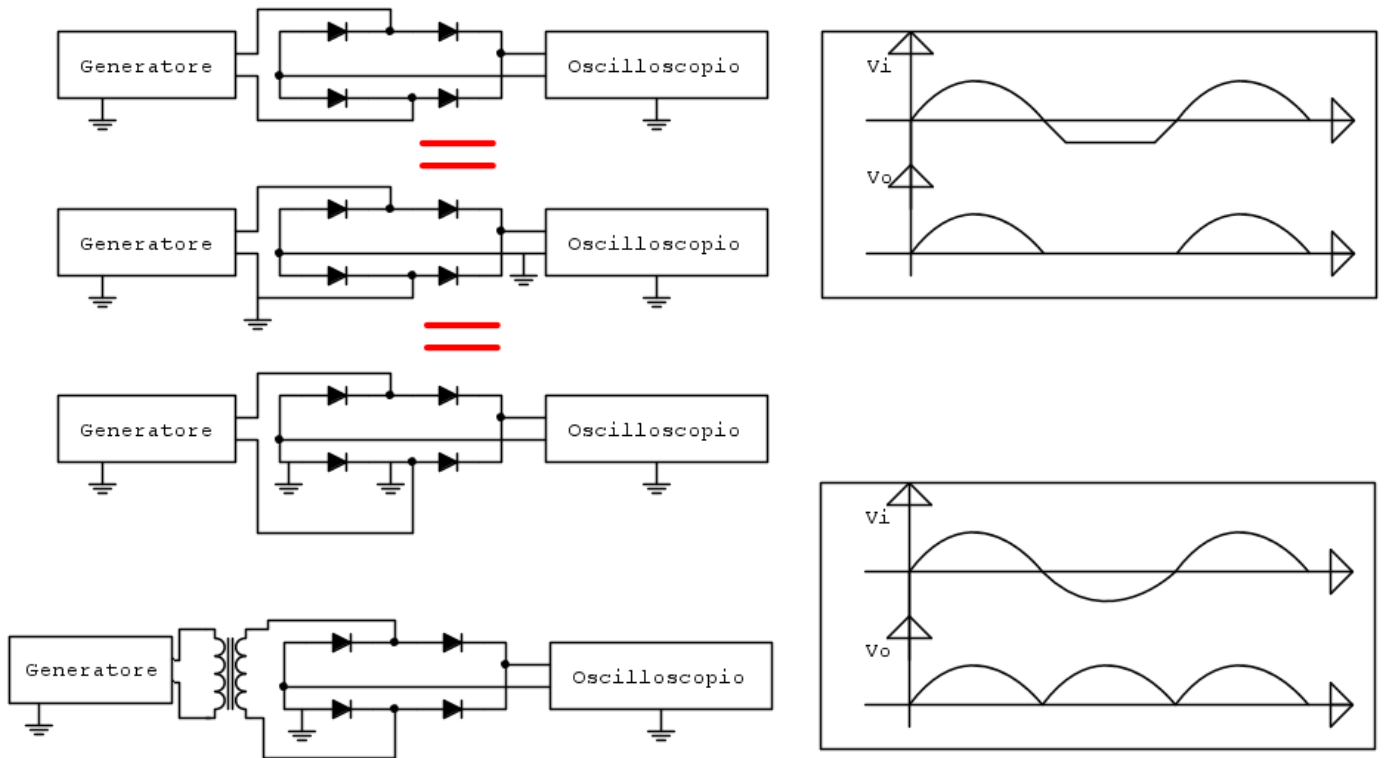 Generatore
Oscilloscopio
Vi
Vo
Generatore
Oscilloscopio
Generatore
Oscilloscopio
Vi
Vo
Generatore
Oscilloscopio